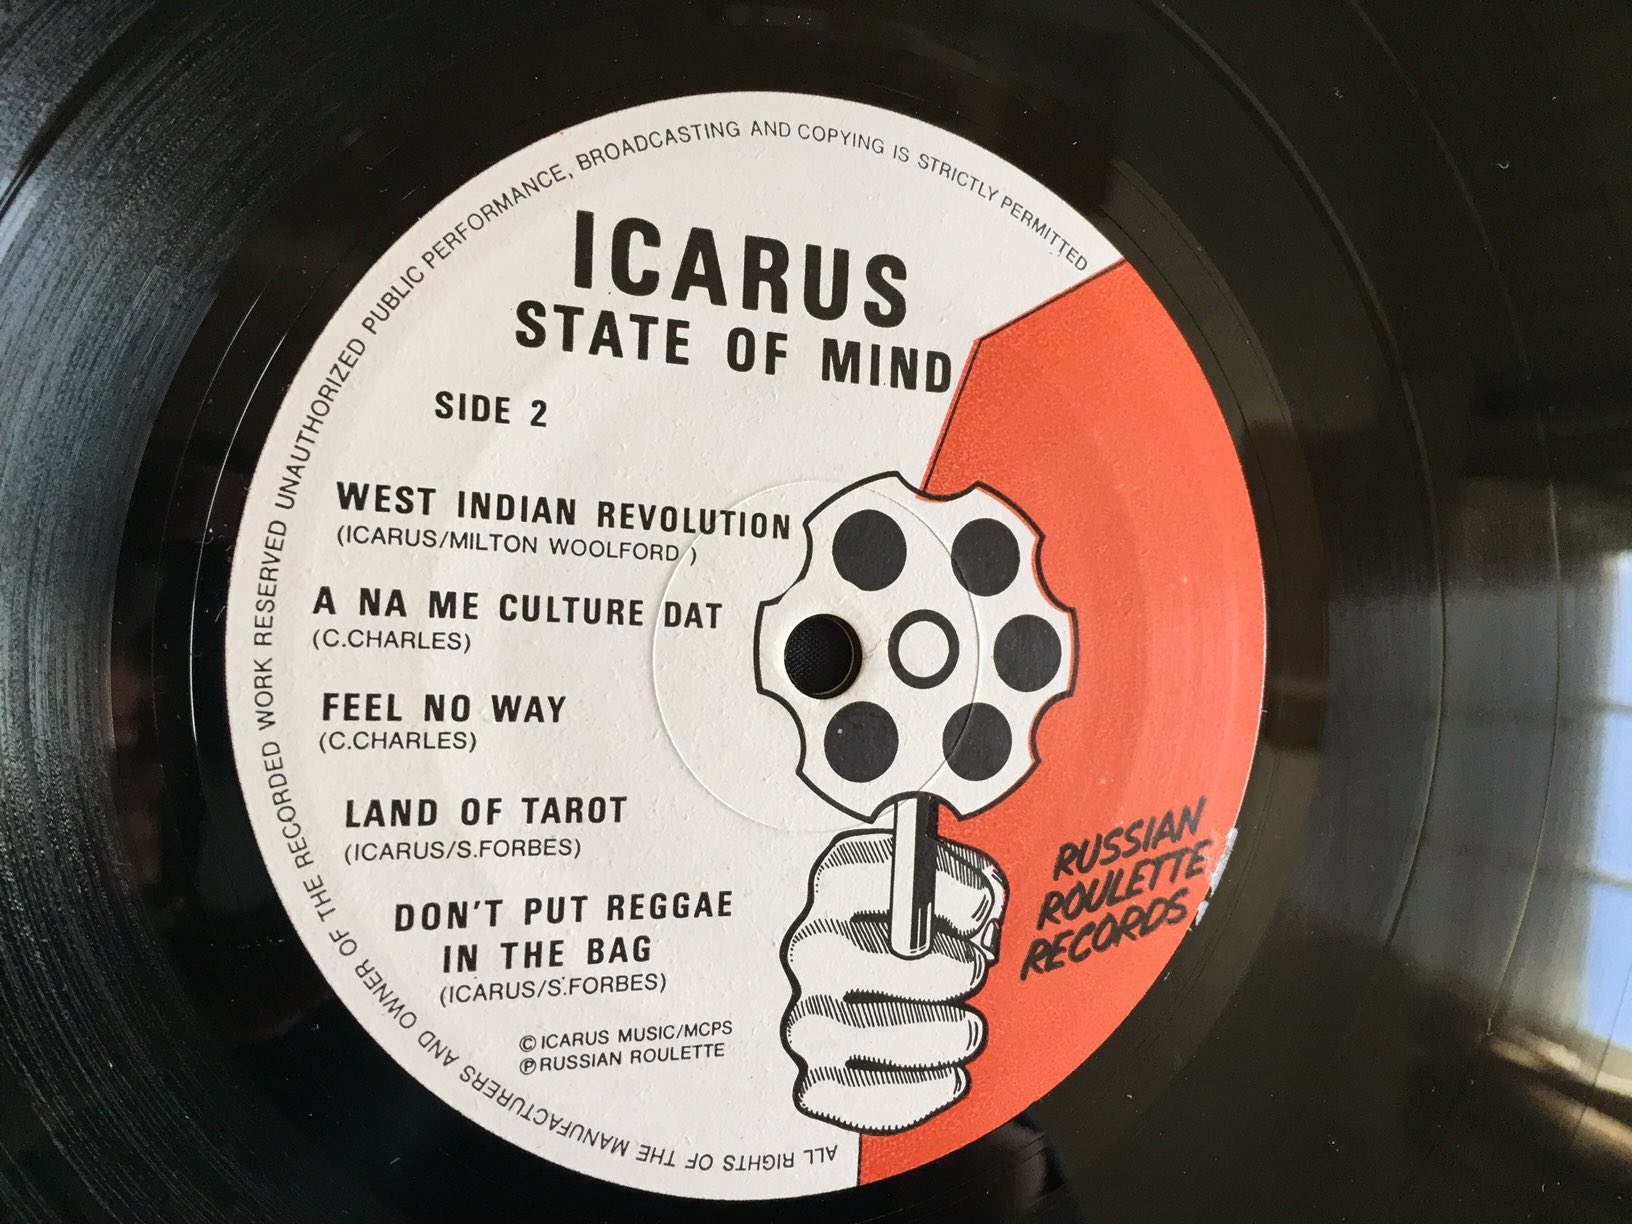 ALL RIGHTS OF THE MANUFACTURERS AND OWNER OF THE RECORDED WORK RESERVED UNAUTHORIZED PUBLIC PERFORMANCE, BROADCASTING AND COPYING IS STRICTLY PERMITTED
ICARUS
STATE OF MIND
SIDE 2
WEST INDIAN REVOLUTION
(ICARUS/MILTON WOOLFORD )
A NA ME CULTURE DAT
(C.CHARLES)
FEEL NO WAY
(C.CHARLES)
LAND OF TAROT
(ICARUS/S.FORBES)
DON'T PUT REGGAE
IN THE BAG
(ICARUS/S.FORBES)
© ICARUS MUSIC/MCPS
℗ RUSSIAN ROULETTE
RUSSIAN
ROULETTE
RECORDS